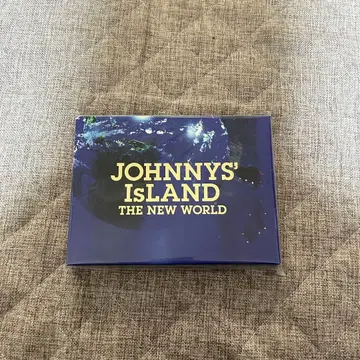 JOHNNYS'
IsLAND
THE NEW WORLD